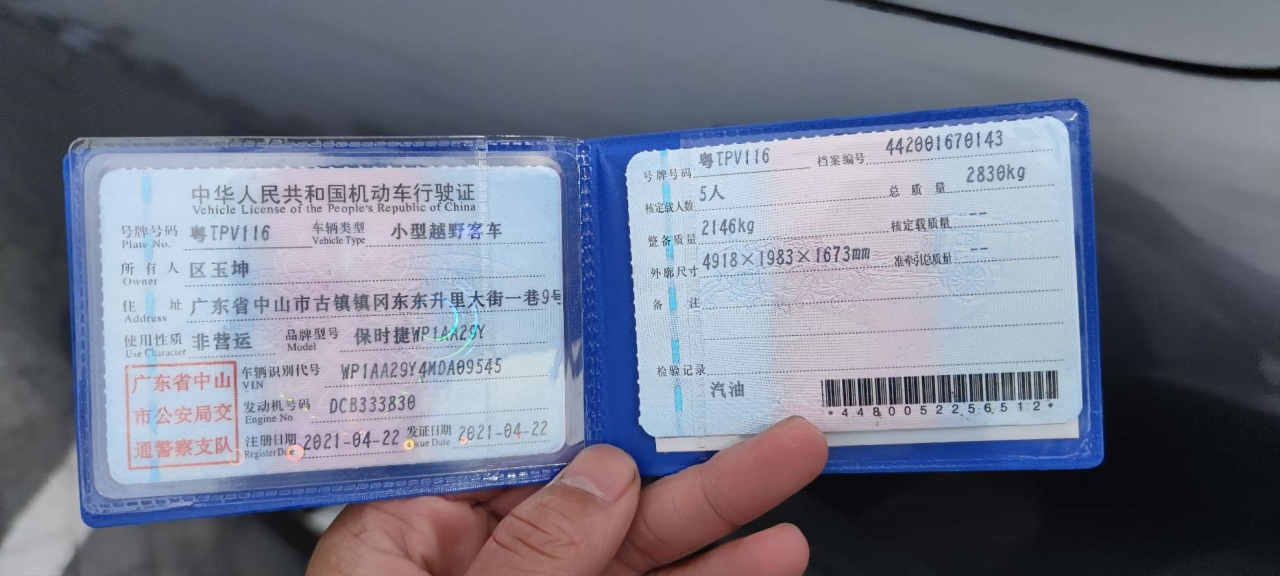 中华人民共和国机动车行驶证
Vehicle License of the People's Republic of China
号牌号码 粤TPV116 车辆类型 小型越野客车
Plate No. Vehicle Type
所有人 区玉坤
Owner
住址 广东省中山市古镇镇冈东东升里大街一巷9号
Address
使用性质 非营运 品牌型号 保时捷WP1AA29Y
Use Character Model
广东省中山
市公安局交
通警察支队
车辆识别代号 WP1AA29Y4MDA09545
VIN
发动机号码 DCB333830
Engine No.
注册日期 2021-04-22 发证日期 2021-04-22
Register Date sue Date
号牌号码 粤TPV116 档案编号 442001670143
核定载人数 5人 总质量 2830kg
整备质量 2146kg 核定载质量 --
外廓尺寸 4918×1983×1673mm 准牵引总质量 --
备注
检验记录
汽油
*4480052256512*